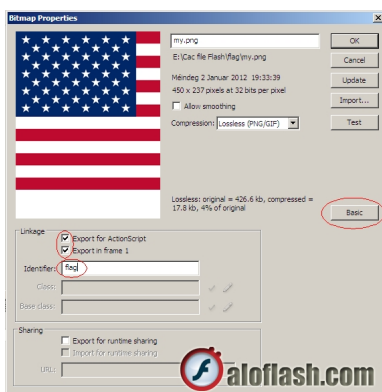 Bitmap Properties
my.png
OK
E:\Cac file Flash\flag\my.png
Cancel
Méindeg 2 Januar 2012 19:33:39
Update
450 x 237 pixels at 32 bits per pixel
Import...
Allow smoothing
Compression: Lossless (PNG/GIF)
Test
Lossless: original = 426.6 kb, compressed =
17.8 kb, 4% of original
Basic
Linkage
Export for ActionScript
Export in frame 1
Identifier: flag
Class:
Base class:
Sharing
Export for runtime sharing
Import for runtime sharing
URL:
aloflash.com